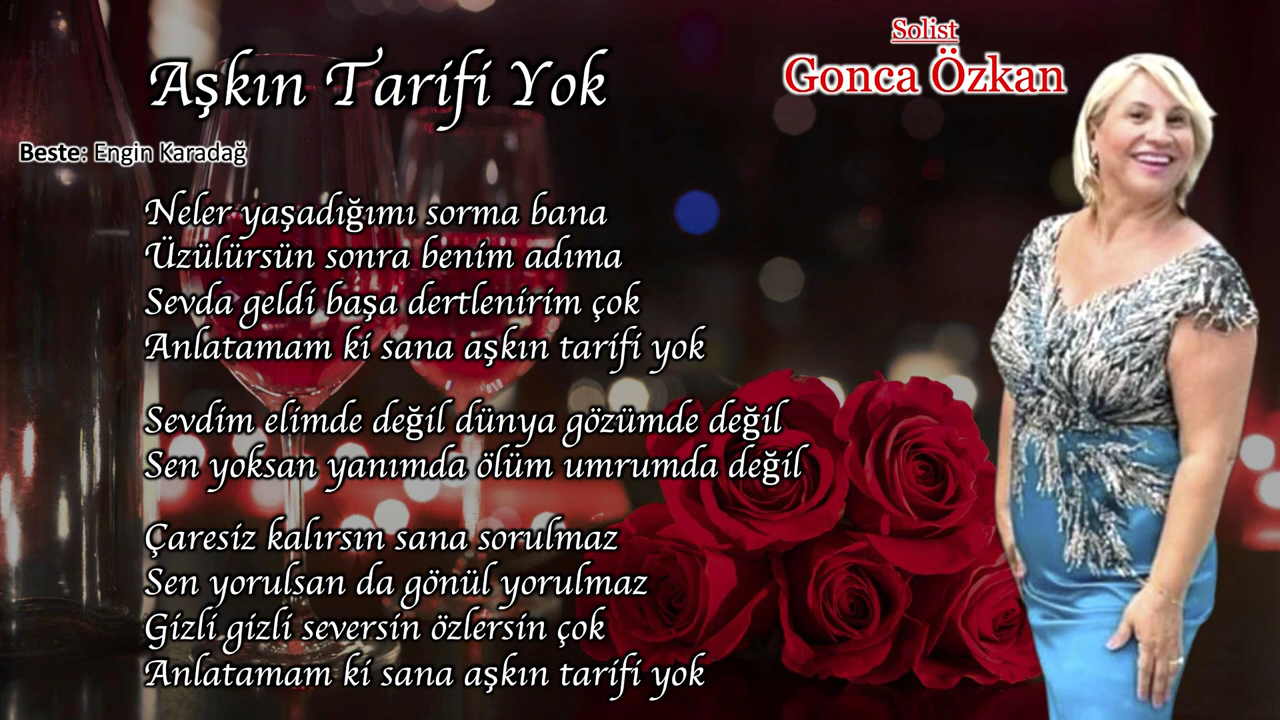 Solist
Gonca Özkan
Aşkın Tarifi Yok
Beste: Engin Karadağ
Neler yaşadığımı sorma bana
Üzülürsün sonra benim adıma
Sevda geldi başa dertlenirim çok
Anlatamam ki sana aşkın tarifi yok
Sevdim elimde değil dünya gözümde değil
Sen yoksan yanımda ölüm umrumda değil
Çaresiz kalırsın sana sorulmaz
Sen yorulsan da gönül yorulmaz
Gizli gizli seversin özlersin çok
Anlatamam ki sana aşkın tarifi yok